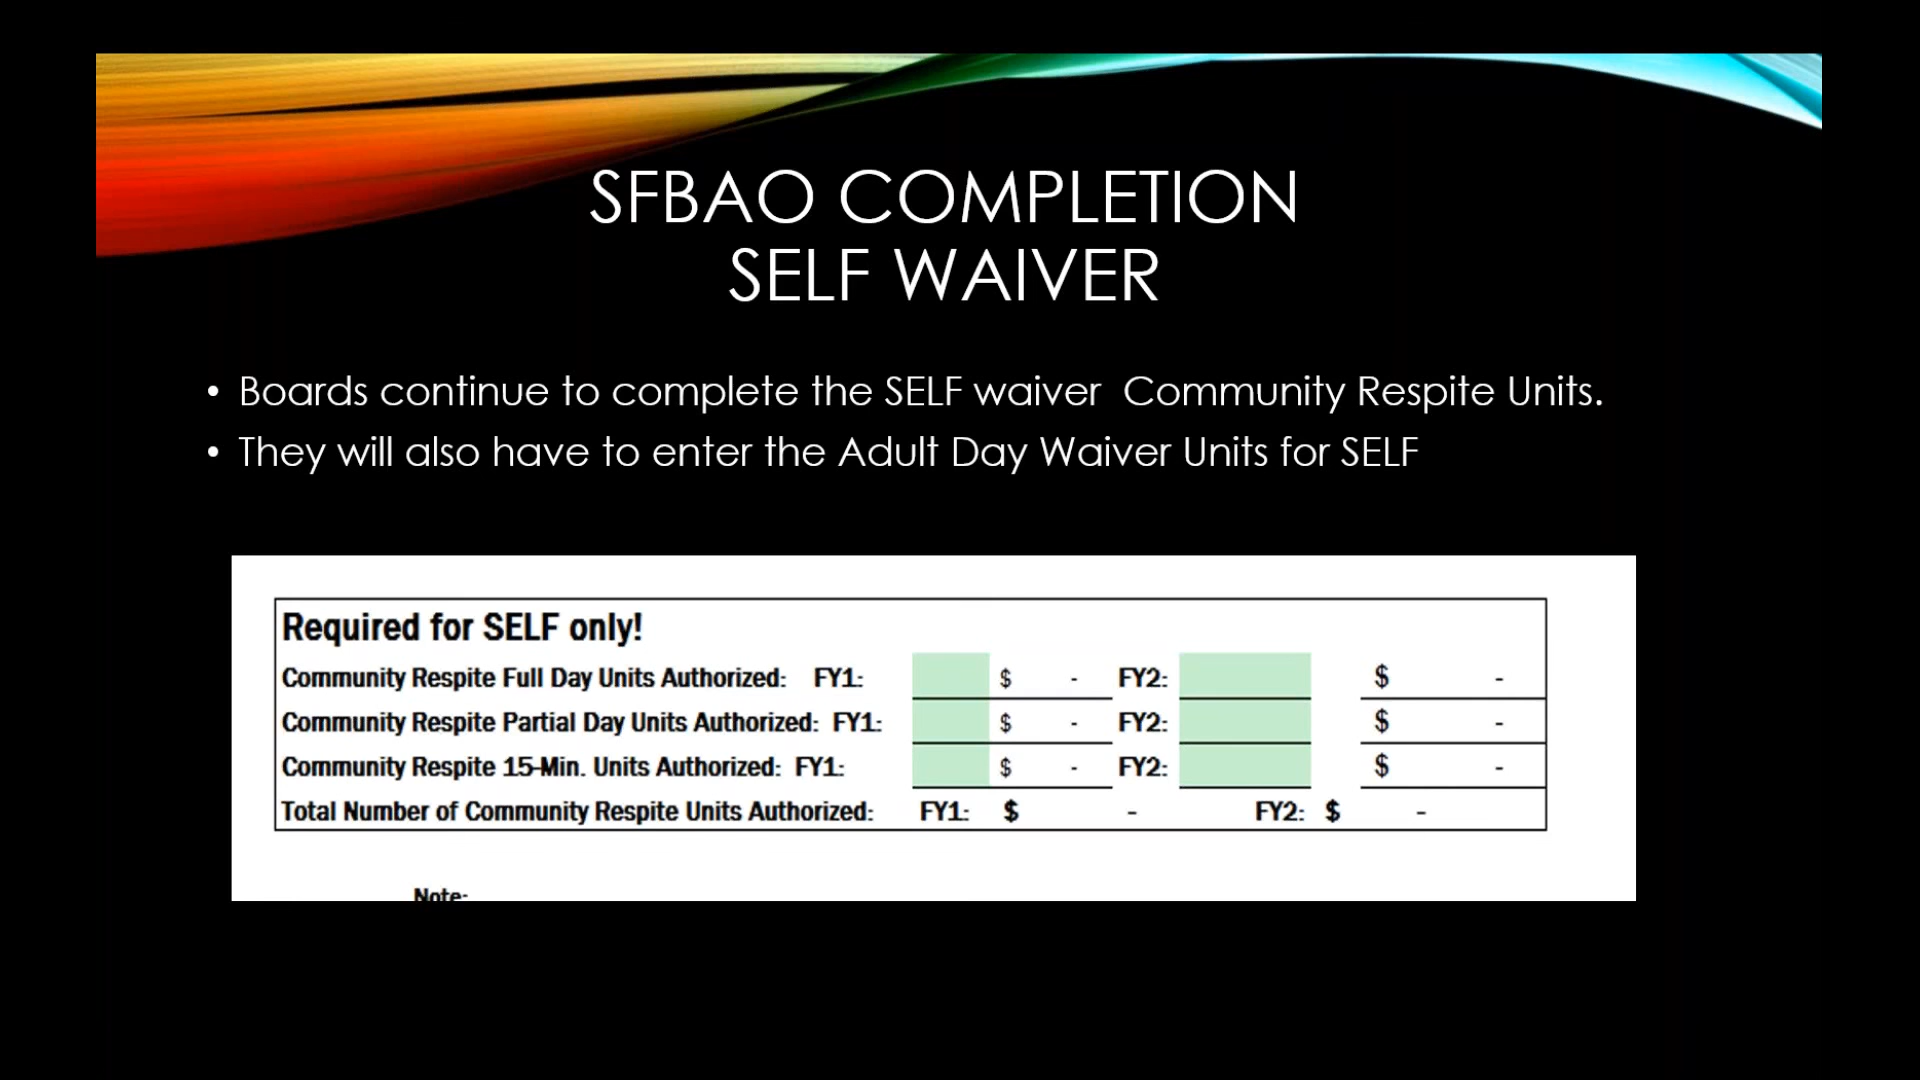 SFBAO COMPLETION
SELF WAIVER
• Boards continue to complete the SELF waiver  Community Respite Units.
• They will also have to enter the Adult Day Waiver Units for SELF
Required for SELF only!
Community Respite Full Day Units Authorized: FY1: $ - FY2: $ -
Community Respite Partial Day Units Authorized: FY1: $ - FY2: $ -
Community Respite 15-Min. Units Authorized: FY1: $ - FY2: $ -
Total Number of Community Respite Units Authorized: FY1: $ - FY2: $ -
Note: